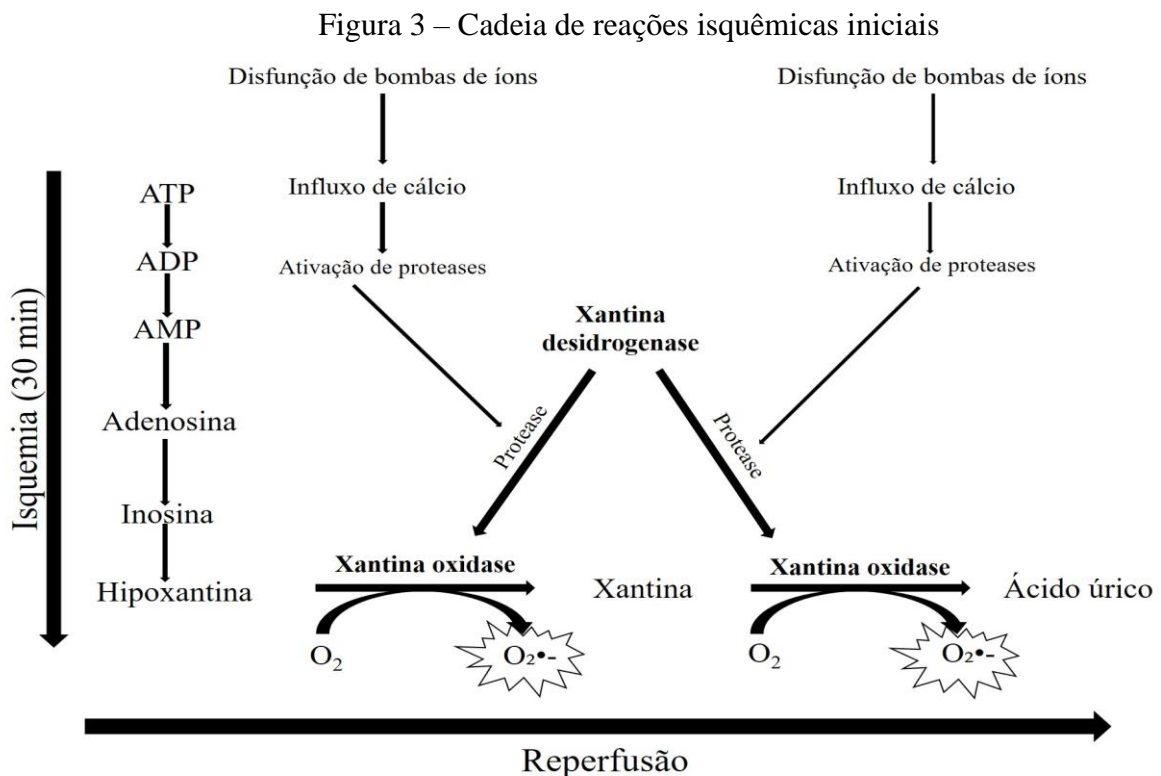 Figura 3 – Cadeia de reações isquêmicas iniciais
Disfunção de bombas de íons
Disfunção de bombas de íons
Isquemia (30 min)
ATP
Influxo de cálcio
Influxo de cálcio
ADP
Ativação de proteases
Ativação de proteases
AMP
Xantina
desidrogenase
Adenosina
Protease
Protease
Inosina
Hipoxantina
Xantina oxidase
Xantina
Xantina oxidase
Ácido úrico
O₂
O₂•-
O₂
O₂•-
Reperfusão